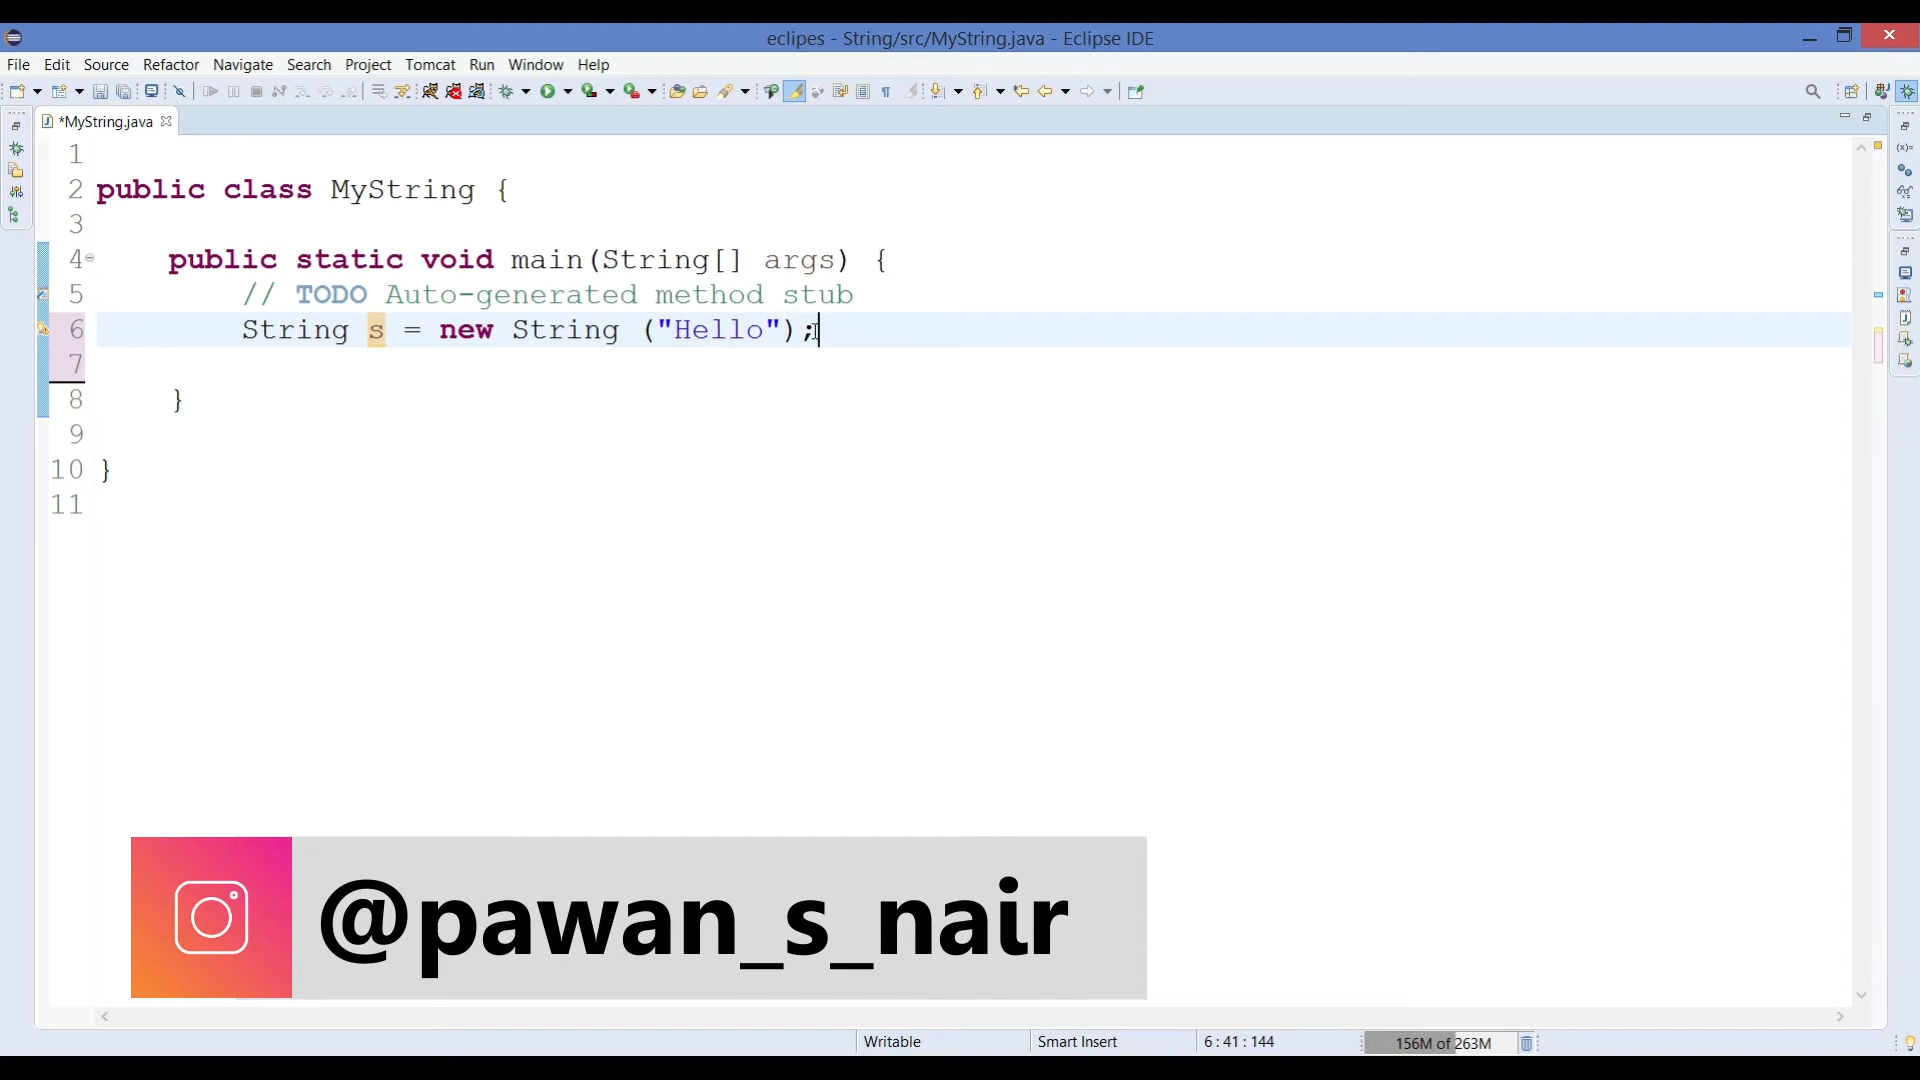 eclipes - String/src/MyString.java - Eclipse IDE
File Edit Source Refactor Navigate Search Project Tomcat Run Window Help
*MyString.java
1
2 public class MyString {
3
4 public static void main(String[] args) {
5 // TODO Auto-generated method stub
6 String s = new String ("Hello");
7
8 }
9
10 }
11
@pawan_s_nair
Writable Smart Insert 6 : 41 : 144 156M of 263M